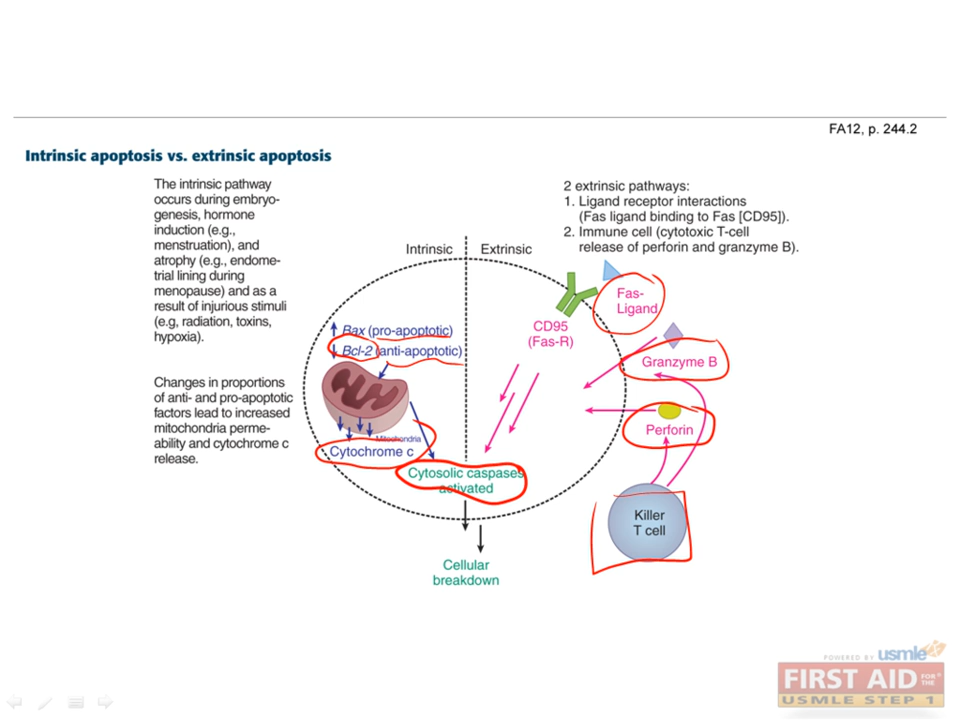 FA12, p. 244.2
Intrinsic apoptosis vs. extrinsic apoptosis
The intrinsic pathway
occurs during embryo-
genesis, hormone
induction (e.g.,
menstruation), and
atrophy (e.g., endome-
trial lining during
menopause) and as a
result of injurious stimuli
(e.g, radiation, toxins,
hypoxia).
Changes in proportions
of anti- and pro-apoptotic
factors lead to increased
mitochondria perme-
ability and cytochrome c
release.
2 extrinsic pathways:
1. Ligand receptor interactions
(Fas ligand binding to Fas [CD95]).
2. Immune cell (cytotoxic T-cell
release of perforin and granzyme B).
Intrinsic
Extrinsic
Bax (pro-apoptotic)
Bcl-2 (anti-apoptotic)
Mitochondria
Cytochrome c
Cytosolic caspases
activated
Cellular
breakdown
CD95
(Fas-R)
Fas-
Ligand
Granzyme B
Perforin
Killer
T cell
POWERED BY usmle
FIRST AID FOR THE
USMLE STEP 1